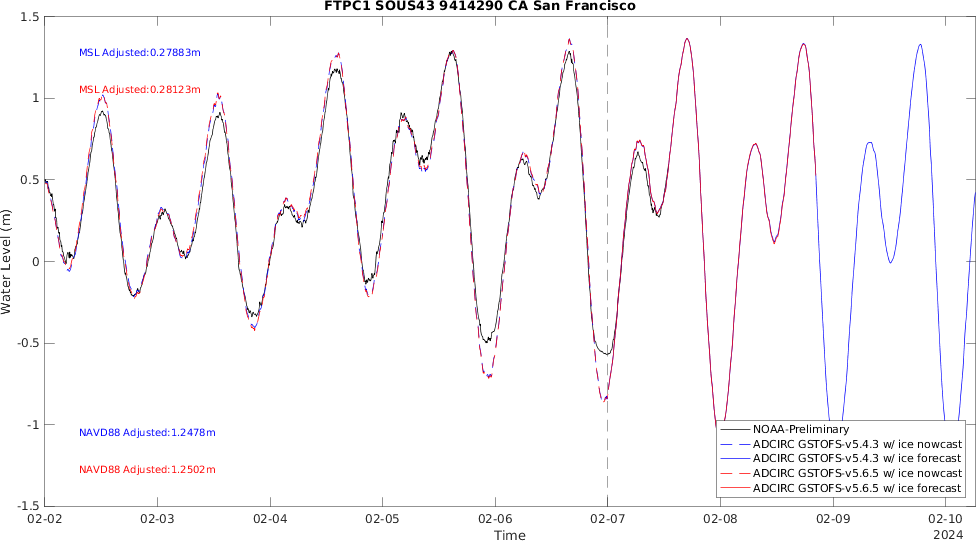 FTPC1 SOUS43 9414290 CA San Francisco
1.5
1
0.5
0
-0.5
-1
-1.5
Water Level (m)
MSL Adjusted:0.27883m
MSL Adjusted:0.28123m
NAVD88 Adjusted:1.2478m
NAVD88 Adjusted:1.2502m
NOAA-Preliminary
ADCIRC GSTOFS-v5.4.3 w/ ice nowcast
ADCIRC GSTOFS-v5.4.3 w/ ice forecast
ADCIRC GSTOFS-v5.6.5 w/ ice nowcast
ADCIRC GSTOFS-v5.6.5 w/ ice forecast
02-02 02-03 02-04 02-05 02-06 02-07 02-08 02-09 02-10
2024
Time